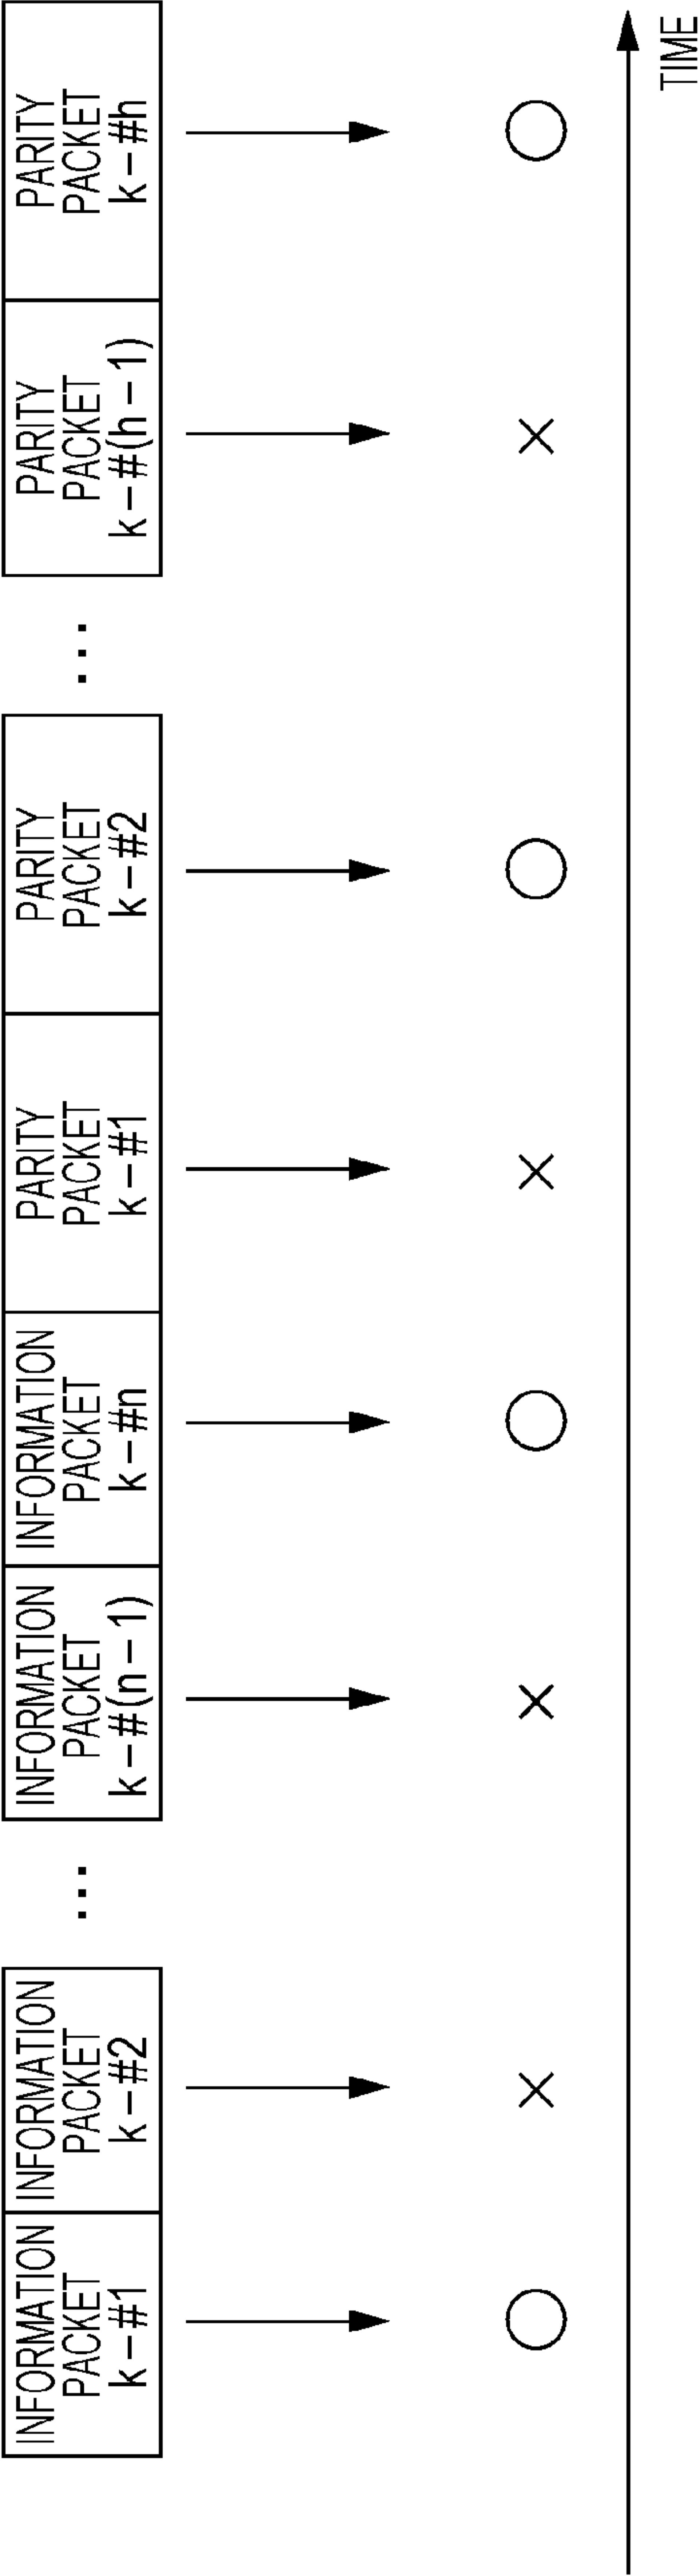 INFORMATION
PACKET
k-#1
INFORMATION
PACKET
k-#2
...
INFORMATION
PACKET
k-#(n-1)
INFORMATION
PACKET
k-#n
PARITY
PACKET
k-#1
PARITY
PACKET
k-#2
...
PARITY
PACKET
k-#(h-1)
PARITY
PACKET
k-#h
TIME